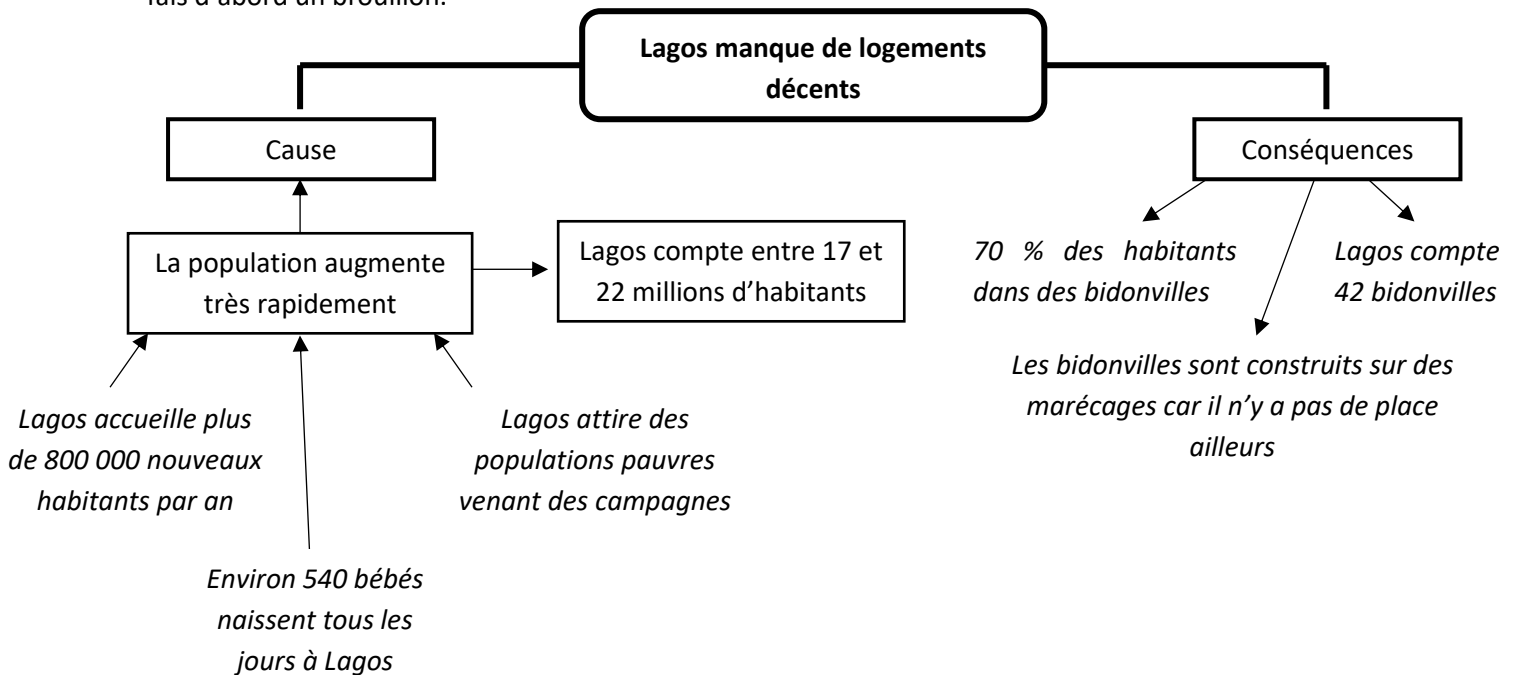 fais d'abord un brouillon.
Lagos manque de logements
décents
Cause
Conséquences
La population augmente
très rapidement
Lagos compte entre 17 et
22 millions d’habitants
70 % des habitants
dans des bidonvilles
Lagos compte
42 bidonvilles
Les bidonvilles sont construits sur des
marécages car il n’y a pas de place
ailleurs
Lagos accueille plus
de 800 000 nouveaux
habitants par an
Lagos attire des
populations pauvres
venant des campagnes
Environ 540 bébés
naissent tous les
jours à Lagos